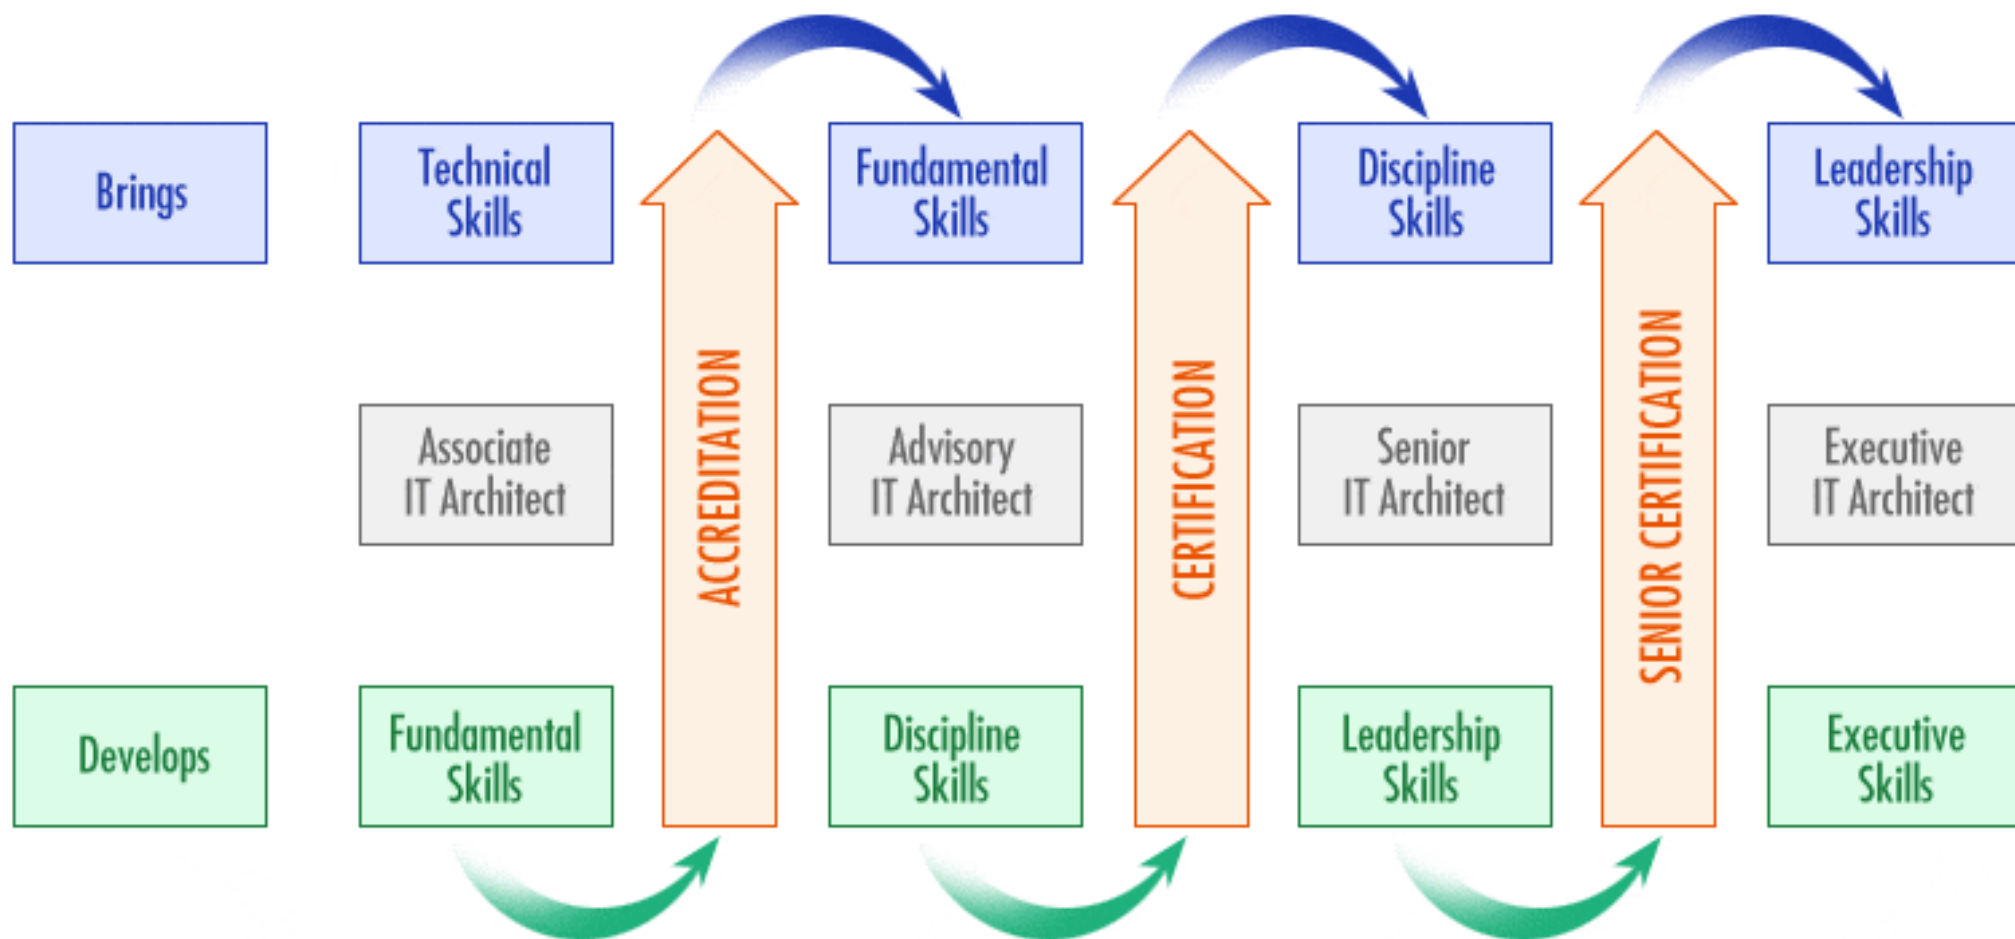 Brings
Technical
Skills
Fundamental
Skills
Discipline
Skills
Leadership
Skills
Associate
IT Architect
ACCREDITATION
Advisory
IT Architect
CERTIFICATION
Senior
IT Architect
SENIOR CERTIFICATION
Executive
IT Architect
Develops
Fundamental
Skills
Discipline
Skills
Leadership
Skills
Executive
Skills